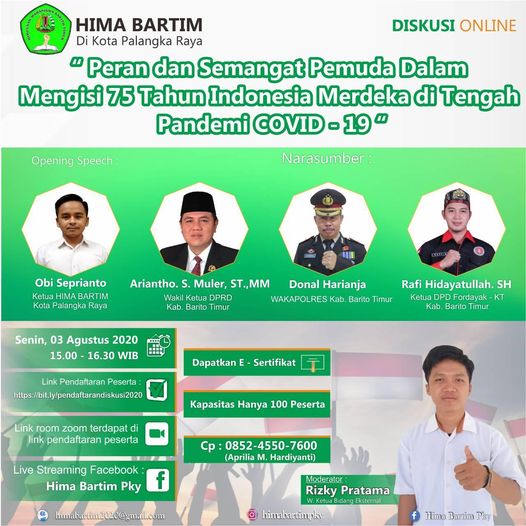 HIMA BARTIM
Di Kota Palangka Raya
DISKUSI ONLINE
“ Peran dan Semangat Pemuda Dalam
Mengisi 75 Tahun Indonesia Merdeka di Tengah
Pandemi COVID - 19 “
Opening Speech :
Narasumber :
Obi Seprianto
Ketua HIMA BARTIM
Kota Palangka Raya
Ariantho. S. Muler, ST.,MM
Wakil Ketua DPRD
Kab. Barito Timur
Donal Harianja
WAKAPOLRES Kab. Barito Timur
Rafi Hidayatullah. SH
Ketua DPD Fordayak - KT
Kab. Barito Timur
Senin, 03 Agustus 2020
15.00 - 16.30 WIB
Link Pendaftaran Peserta :
https://bit.ly/pendaftarandiskusi2020
Link room zoom terdapat di
link pendaftaran peserta
Live Streaming Facebook :
Hima Bartim Pky
Dapatkan E - Sertifikat
Kapasitas Hanya 100 Peserta
Cp : 0852-4550-7600
(Aprilia M. Hardiyanti)
Moderator :
Rizky Pratama
W. Ketua Bidang Eksternal
himabartim2020@gmail.com
himabartimpky
Hima Bartim Pky